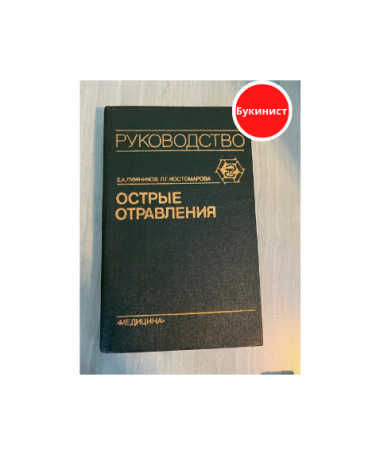 Букинист
РУКОВОДСТВО
Е.А.ЛУЖНИКОВ, Л.Г.КОСТОМАРОВА
ОСТРЫЕ
ОТРАВЛЕНИЯ
«МЕДИЦИНА»